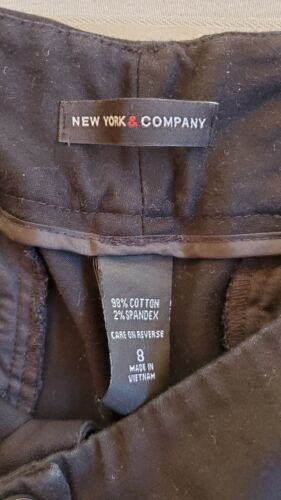 NEW YORK & COMPANY
98% COTTON
2% SPANDEX
CARE ON REVERSE
8
MADE IN
VIETNAM